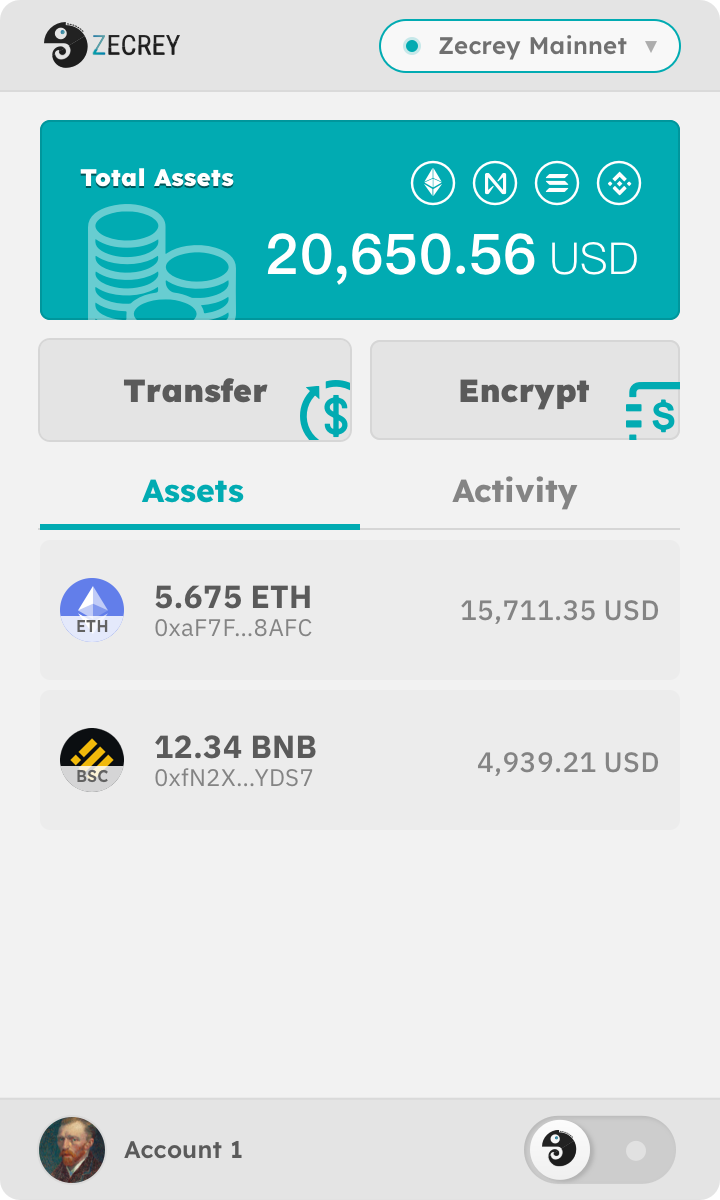 ZECREY
Zecrey Mainnet
Total Assets
20,650.56 USD
Transfer
$
Encrypt
$
Assets
Activity
ETH
5.675 ETH
0xaF7F...8AFC
15,711.35 USD
BSC
12.34 BNB
0xfN2X...YDS7
4,939.21 USD
Account 1